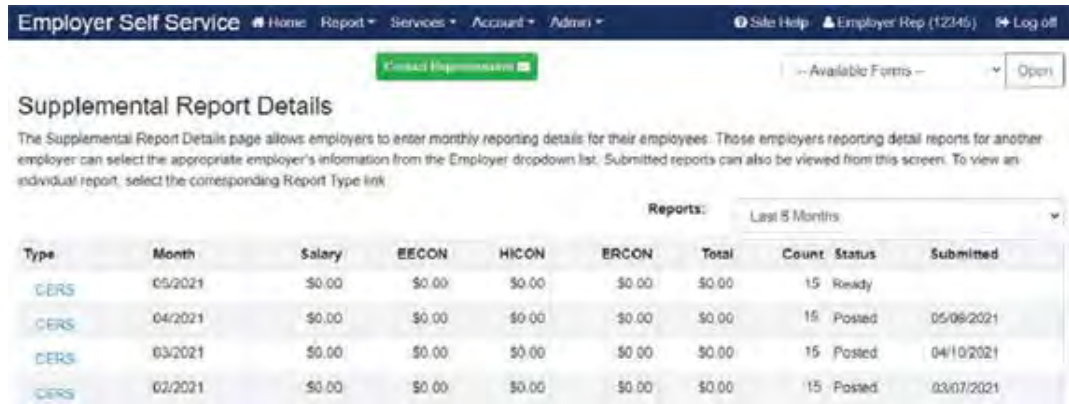 Employer Self Service Home Report Services Account Admin Site Help Employer Rep (12345) Log off
Contact Representative -- Available Forms -- Open
Supplemental Report Details
The Supplemental Report Details page allows employers to enter monthly reporting details for their employees. Those employers reporting detail reports for another
employer can select the appropriate employer's information from the Employer dropdown list. Submitted reports can also be viewed from this screen. To view an
individual report, select the corresponding Report Type link
Reports: Last 6 Months
Type Month Salary EECON HICON ERCON Total Count Status Submitted
CERS 05/2021 $0.00 $0.00 $0.00 $0.00 $0.00 15 Ready
CERS 04/2021 $0.00 $0.00 $0.00 $0.00 $0.00 15 Posted
CERS 03/2021 $0.00 $0.00 $0.00 $0.00 $0.00 15 Posted 04/10/2021
CERS 02/2021 $0.00 $0.00 $0.00 $0.00 $0.00 15 Posted 03/07/2021